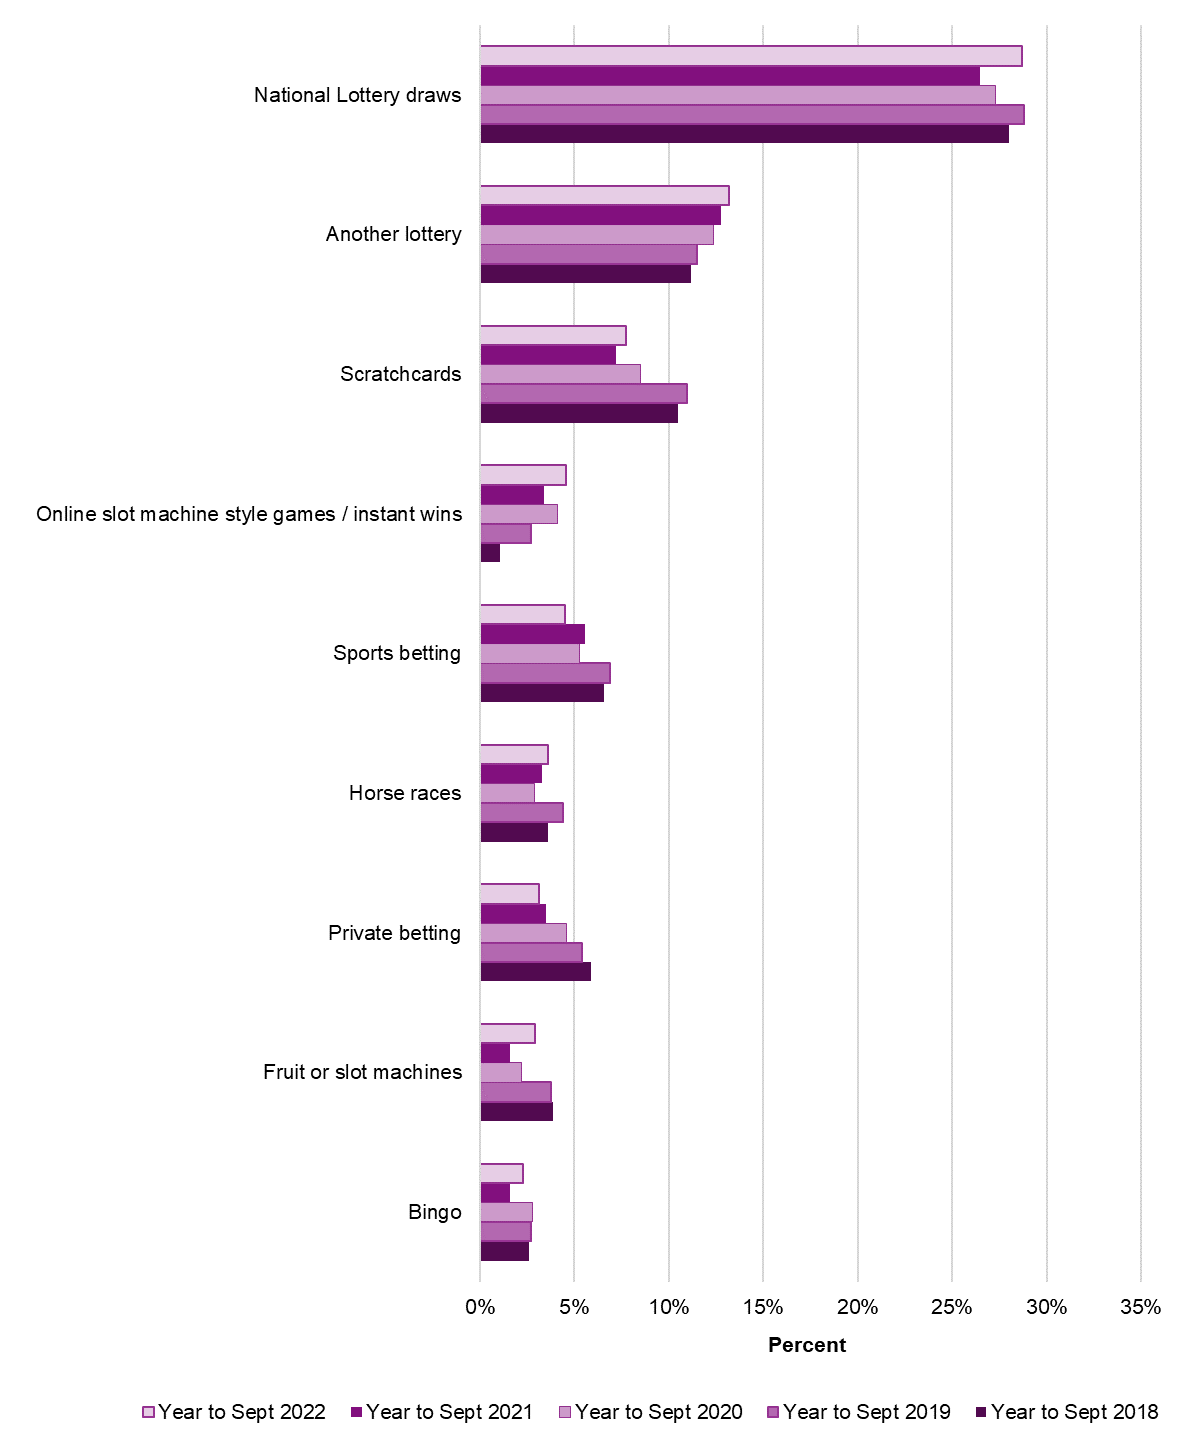 National Lottery draws
Another lottery
Scratchcards
Online slot machine style games / instant wins
Sports betting
Horse races
Private betting
Fruit or slot machines
Bingo
0% 5% 10% 15% 20% 25% 30% 35%
Percent
Year to Sept 2022 Year to Sept 2021 Year to Sept 2020 Year to Sept 2019 Year to Sept 2018